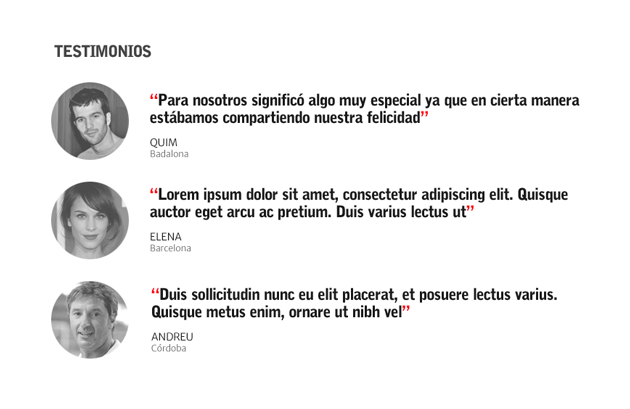 TESTIMONIOS
“Para nosotros significó algo muy especial ya que en cierta manera
estábamos compartiendo nuestra felicidad”
QUIM
Badalona
“Lorem ipsum dolor sit amet, consectetur adipiscing elit. Quisque
auctor eget arcu ac pretium. Duis varius lectus ut”
ELENA
Barcelona
“Duis sollicitudin nunc eu elit placerat, et posuere lectus varius.
Quisque metus enim, ornare ut nibh vel”
ANDREU
Córdoba